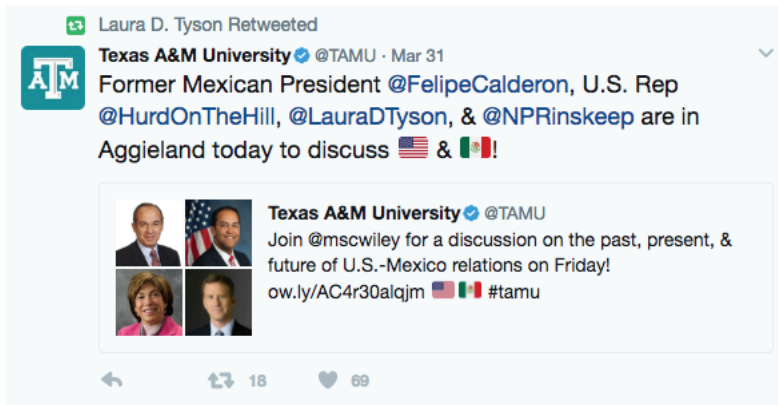 Laura D. Tyson Retweeted
Texas A&M University @TAMU · Mar 31
Former Mexican President @FelipeCalderon, U.S. Rep
@HurdOnTheHill, @LauraDTyson, & @NPRinskeep are in
Aggieland today to discuss 🇺🇸 & 🇲🇽!
ATM
Texas A&M University @TAMU
Join @mscwiley for a discussion on the past, present, &
future of U.S.-Mexico relations on Friday!
ow.ly/AC4r30alqjm 🇺🇸🇲🇽 #tamu
18 69